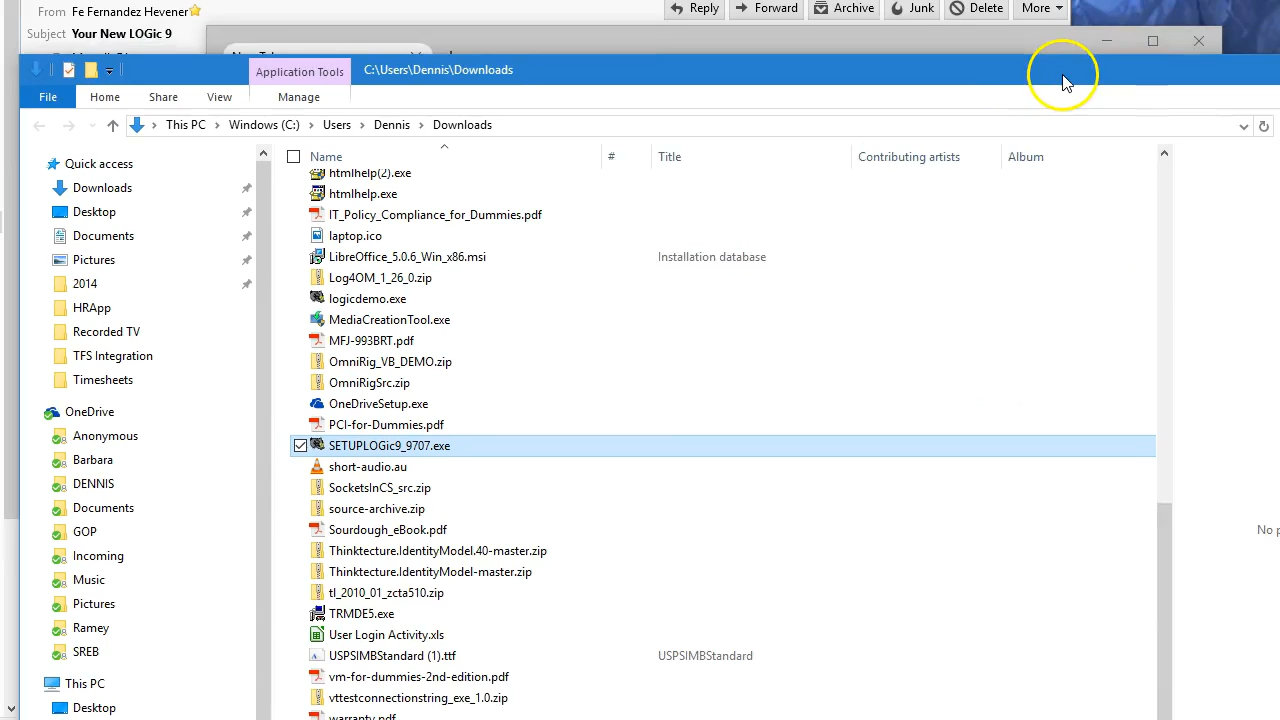 From Fe Fernandez Hevener
Reply Forward Archive Junk Delete More
Subject Your New LOGic 9
Application Tools C:\Users\Dennis\Downloads
File Home Share View Manage
This PC Windows (C:) Users Dennis Downloads
Name # Title Contributing artists Album
Quick access
Downloads
Desktop
Documents
Pictures
2014
HRApp
Recorded TV
TFS Integration
Timesheets
OneDrive
Anonymous
Barbara
DENNIS
Documents
GOP
Incoming
Music
Pictures
Ramey
SREB
This PC
Desktop
htmlhelp(2).exe
htmlhelp.exe
IT_Policy_Compliance_for_Dummies.pdf
laptop.ico
LibreOffice_5.0.6_Win_x86.msi Installation database
Log4OM_1_26_0.zip
logicdemo.exe
MediaCreationTool.exe
MFJ-993BRT.pdf
OmniRig_VB_DEMO.zip
OmniRigSrc.zip
OneDriveSetup.exe
PCI-for-Dummies.pdf
SETUPLOGic9_9707.exe
short-audio.au
SocketsInCS_src.zip
source-archive.zip
Sourdough_eBook.pdf
No p
Thinktecture.IdentityModel.40-master.zip
Thinktecture.IdentityModel-master.zip
tl_2010_01_zcta510.zip
TRMDE5.exe
User Login Activity.xls
USPSIMBStandard (1).ttf USPSIMBStandard
vm-for-dummies-2nd-edition.pdf
vttestconnectionstring_exe_1.0.zip
warranty.pdf